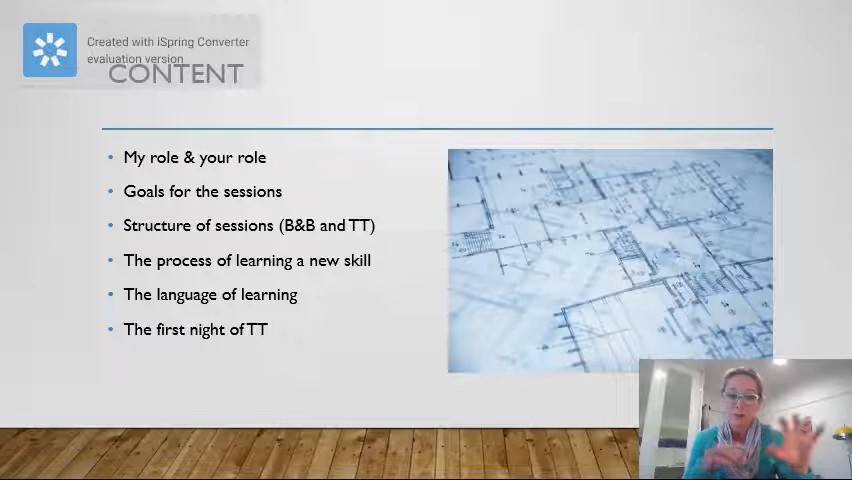 Created with iSpring Converter
evaluation version
CONTENT
• My role & your role
• Goals for the sessions
• Structure of sessions (B&B and TT)
• The process of learning a new skill
• The language of learning
• The first night of TT